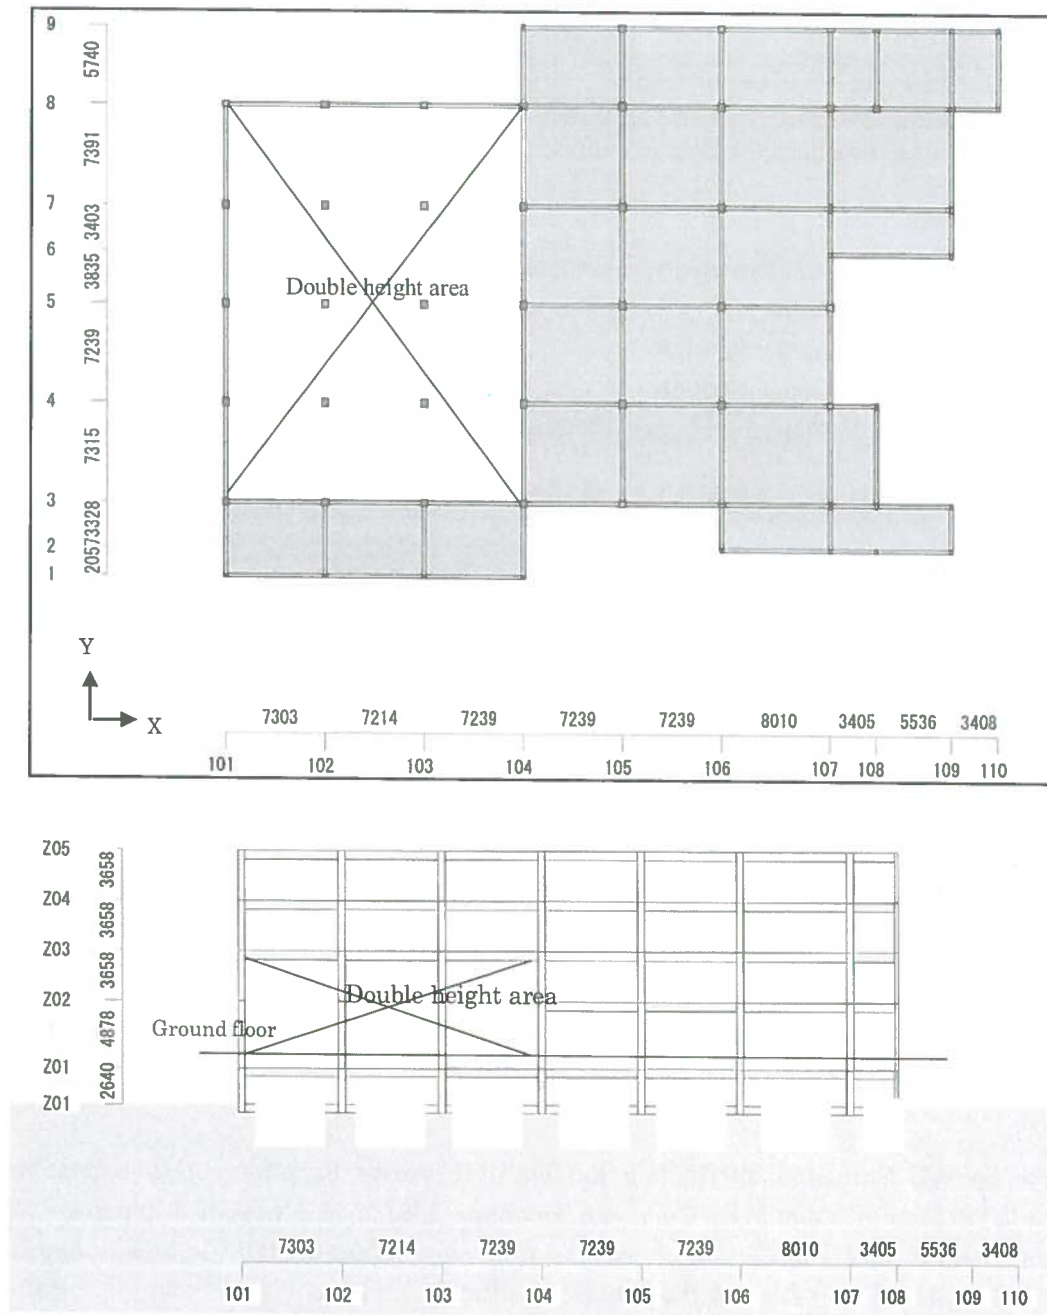 9
5740
8
7391
7
3403
6
3835
Double height area
5
7239
4
7315
3
3328
2
2057
1
Y
X
7303 7214 7239 7239 7239 8010 3405 5536 3408
101 102 103 104 105 106 107 108 109 110
Z05
3658
Z04
3658
Z03
3658
Double height area
Z02
Ground floor
4878
Z01
2640
Z01
7303 7214 7239 7239 7239 8010 3405 5536 3408
101 102 103 104 105 106 107 108 109 110